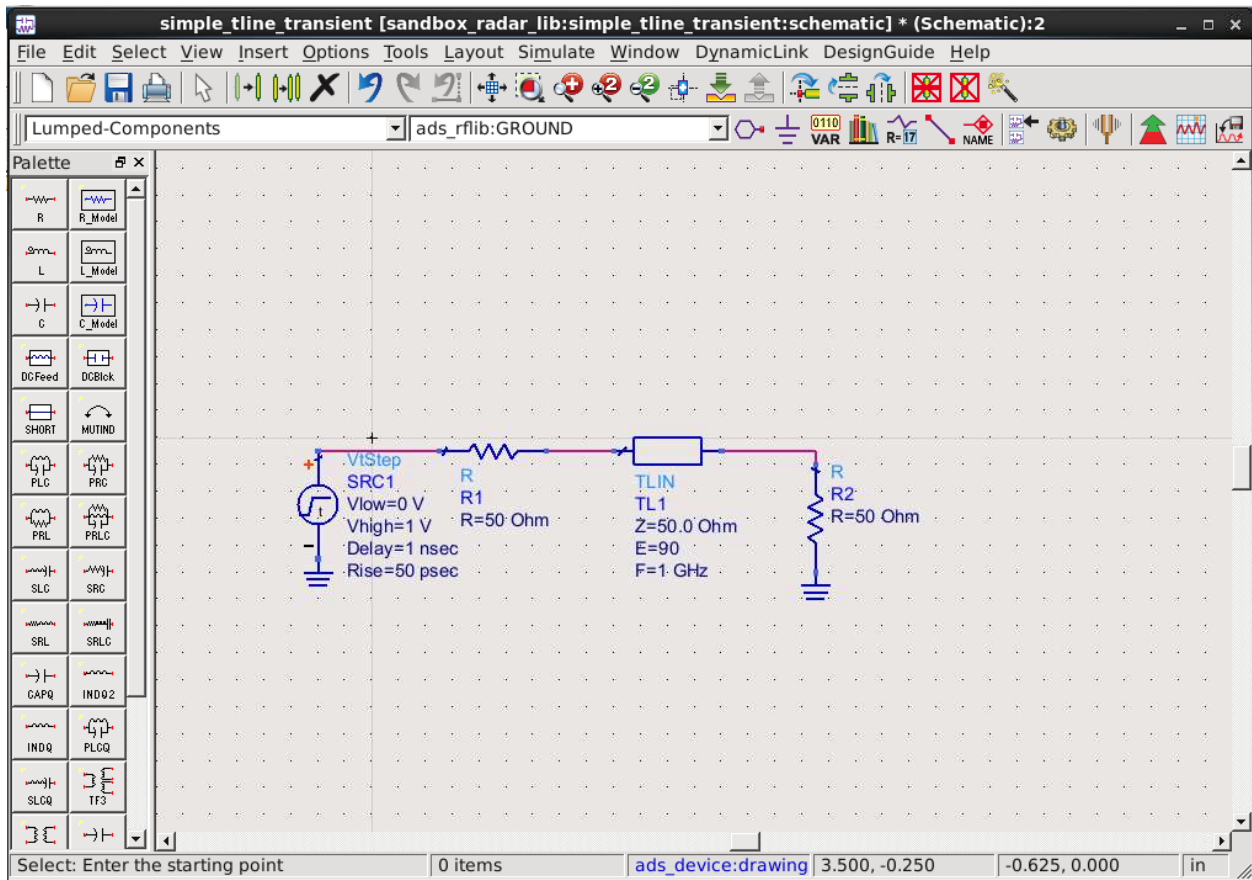 simple_tline_transient [sandbox_radar_lib:simple_tline_transient:schematic] * (Schematic):2
File Edit Select View Insert Options Tools Layout Simulate Window DynamicLink DesignGuide Help
+2 -2
Lumped-Components ads_rflib:GROUND 0110 VAR R=17 NAME
Palette
R R_Model
L L_Model
C C_Model
DCFeed DCBlck
SHORT MUTIND
PLC PRC
PRL PRLC
SLC SRC
SRL SRLC
CAPQ INDQ2
INDQ PLCQ
SLCQ TF3
+
VtStep
SRC1
Vlow=0 V
Vhigh=1 V
Delay=1 nsec
Rise=50 psec
t
R
R1
R=50 Ohm
TLIN
TL1
Z=50.0 Ohm
E=90
F=1 GHz
R
R2
R=50 Ohm
Select: Enter the starting point 0 items ads_device:drawing 3.500, -0.250 -0.625, 0.000 in